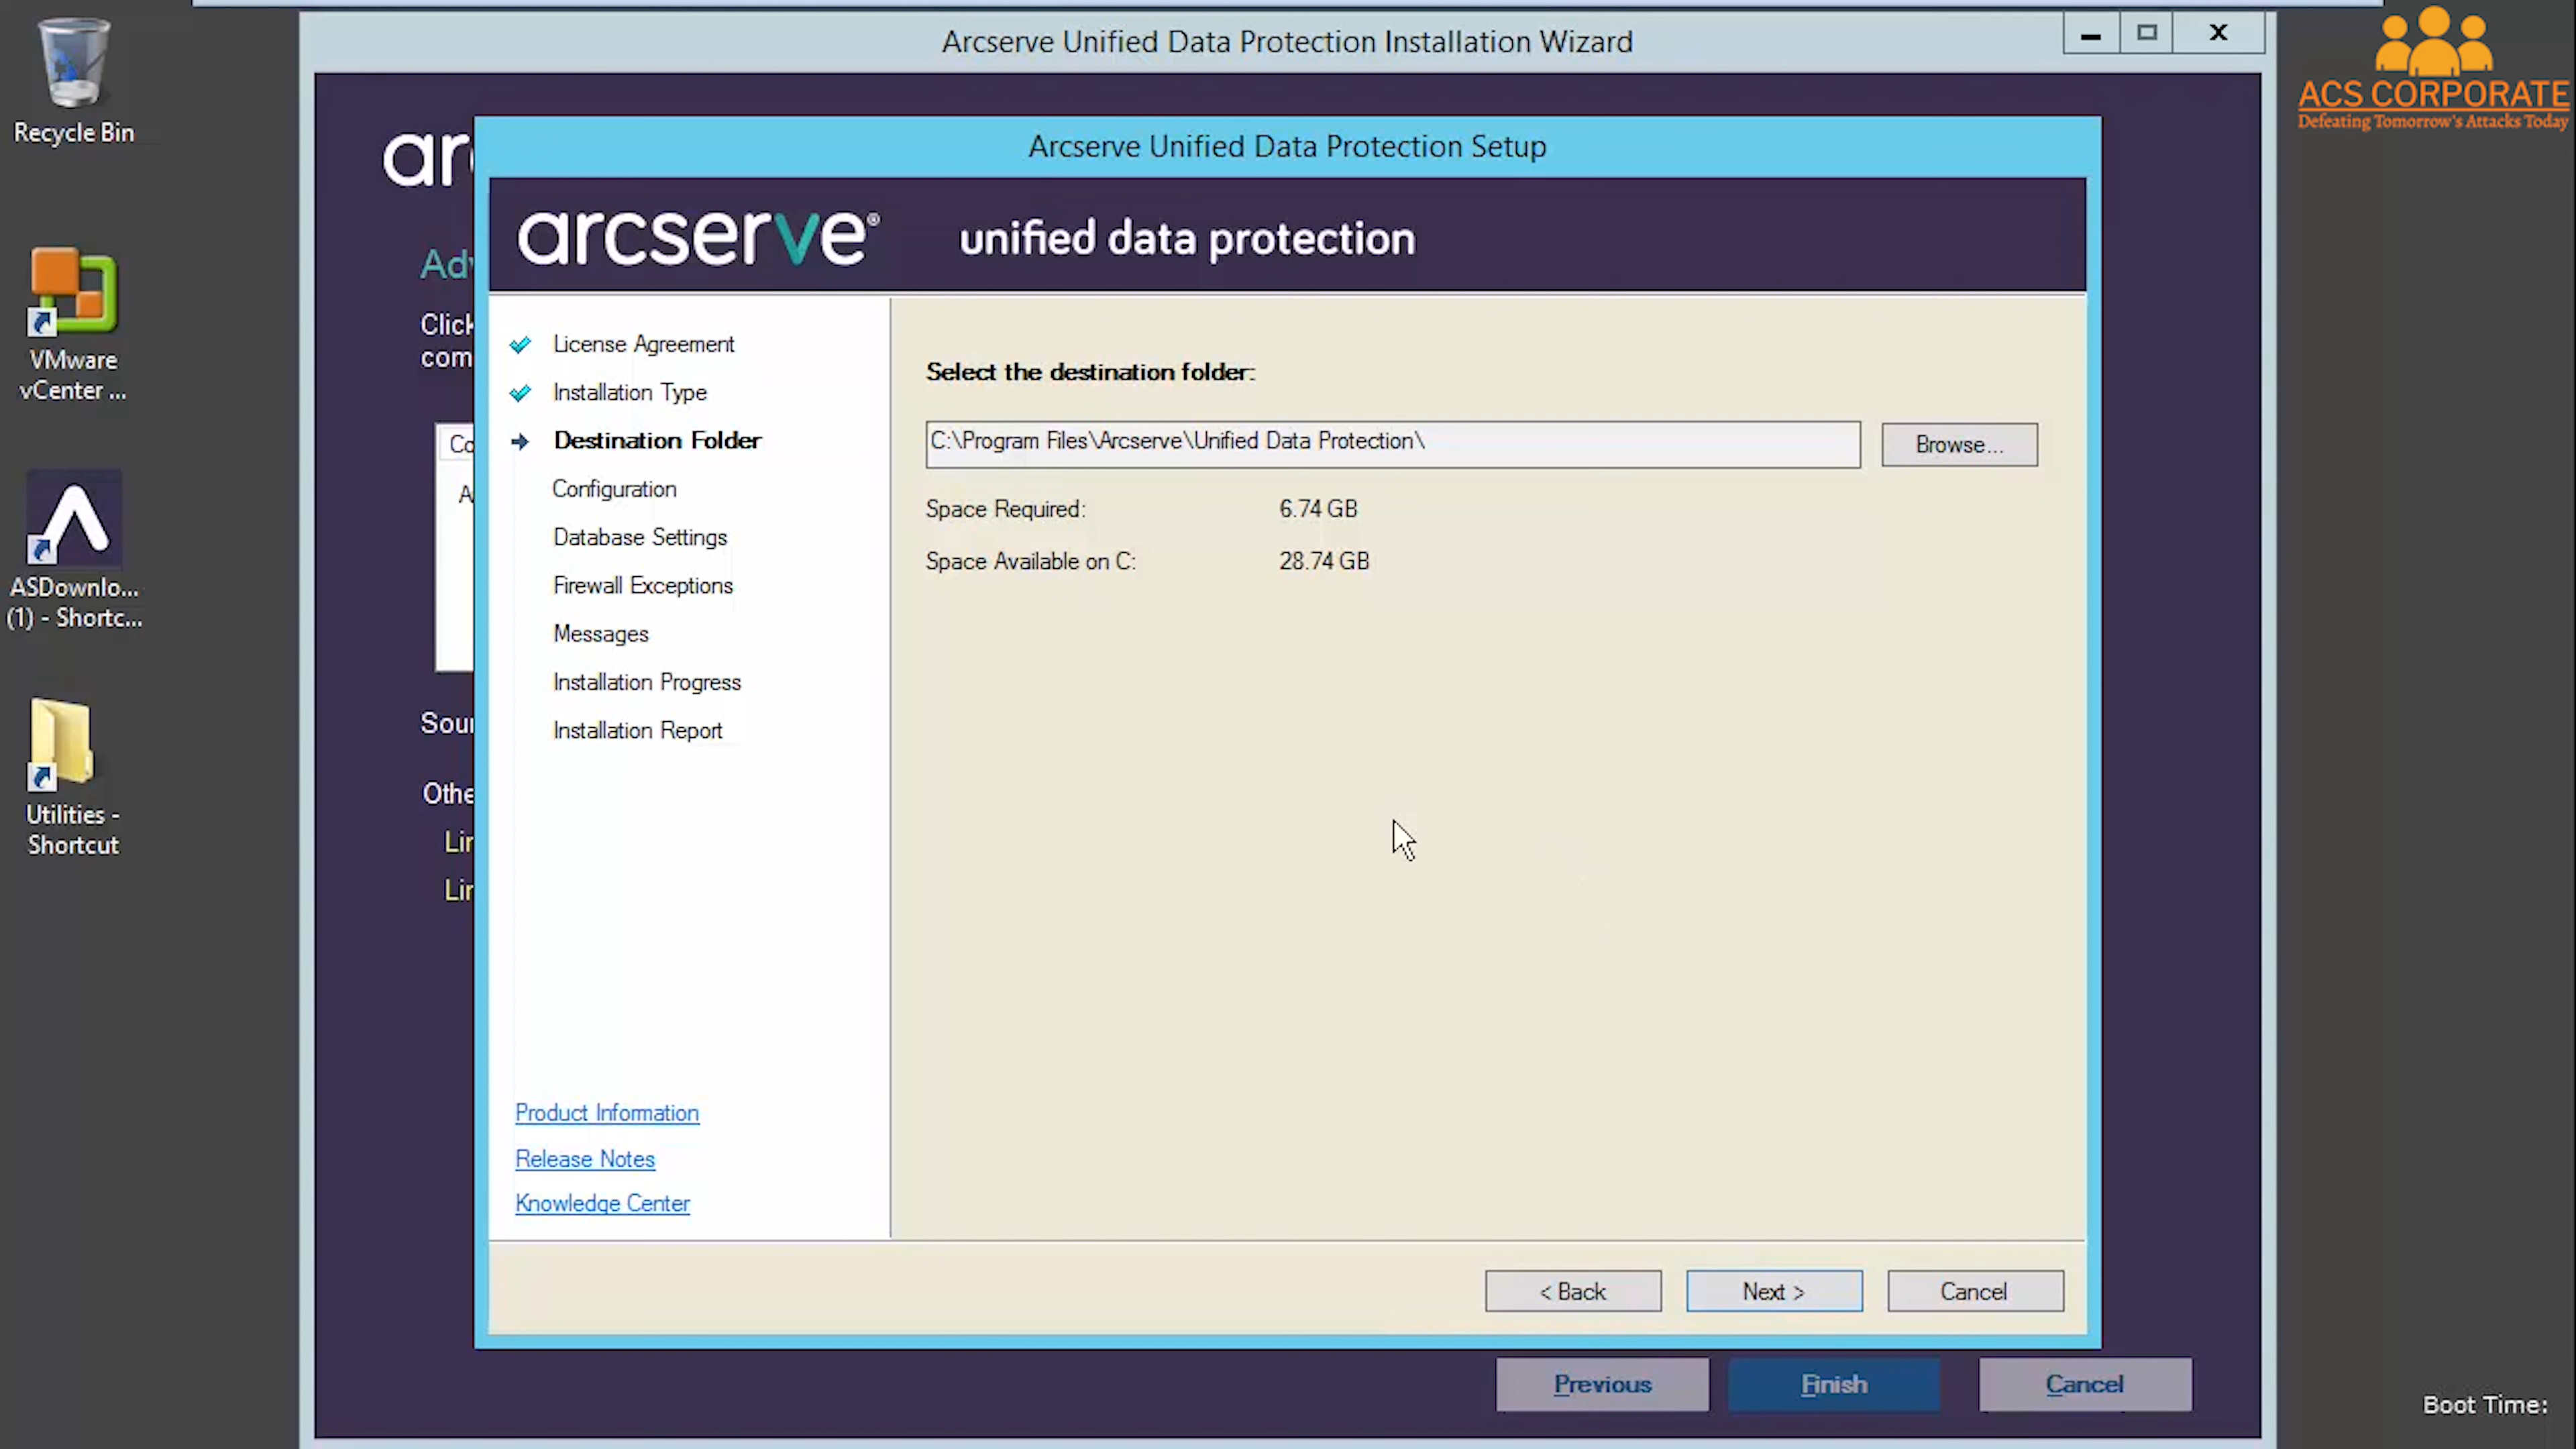 Arcserve Unified Data Protection Installation Wizard
ACS CORPORATE
Defeating Tomorrow's Attacks Today
Recycle Bin
VMware
vCenter ...
ASDownlo...
(1) - Shortc...
Utilities -
Shortcut
Click
com
Arcserve Unified Data Protection Setup
arcserve® unified data protection
License Agreement
Installation Type
Destination Folder
Configuration
Database Settings
Firewall Exceptions
Messages
Installation Progress
Installation Report
Product Information
Release Notes
Knowledge Center
Select the destination folder:
C:\Program Files\Arcserve\Unified Data Protection\
Browse...
Space Required: 6.74 GB
Space Available on C: 28.74 GB
< Back Next > Cancel
Previous Finish Cancel
Boot Time: